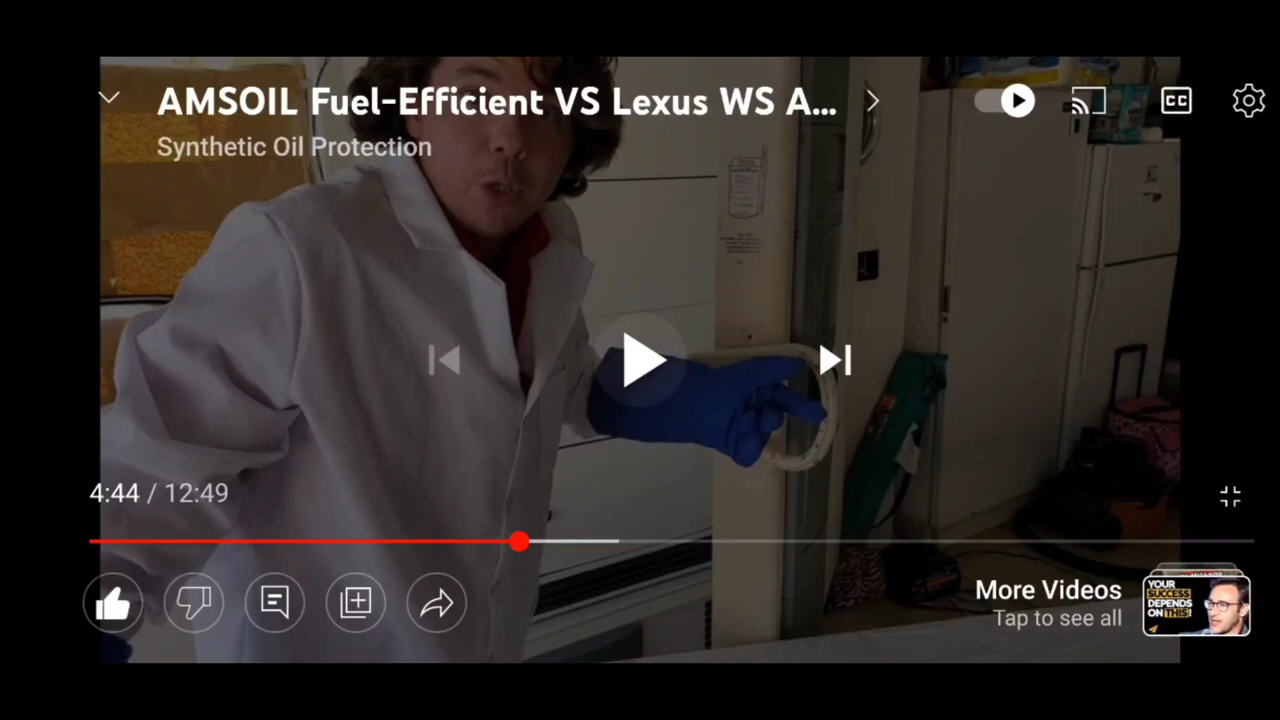 AMSOIL Fuel-Efficient VS Lexus WS A...
Synthetic Oil Protection
CC
4:44 / 12:49
More Videos
Tap to see all
YOUR
SUCCESS
DEPENDS
ON THIS!